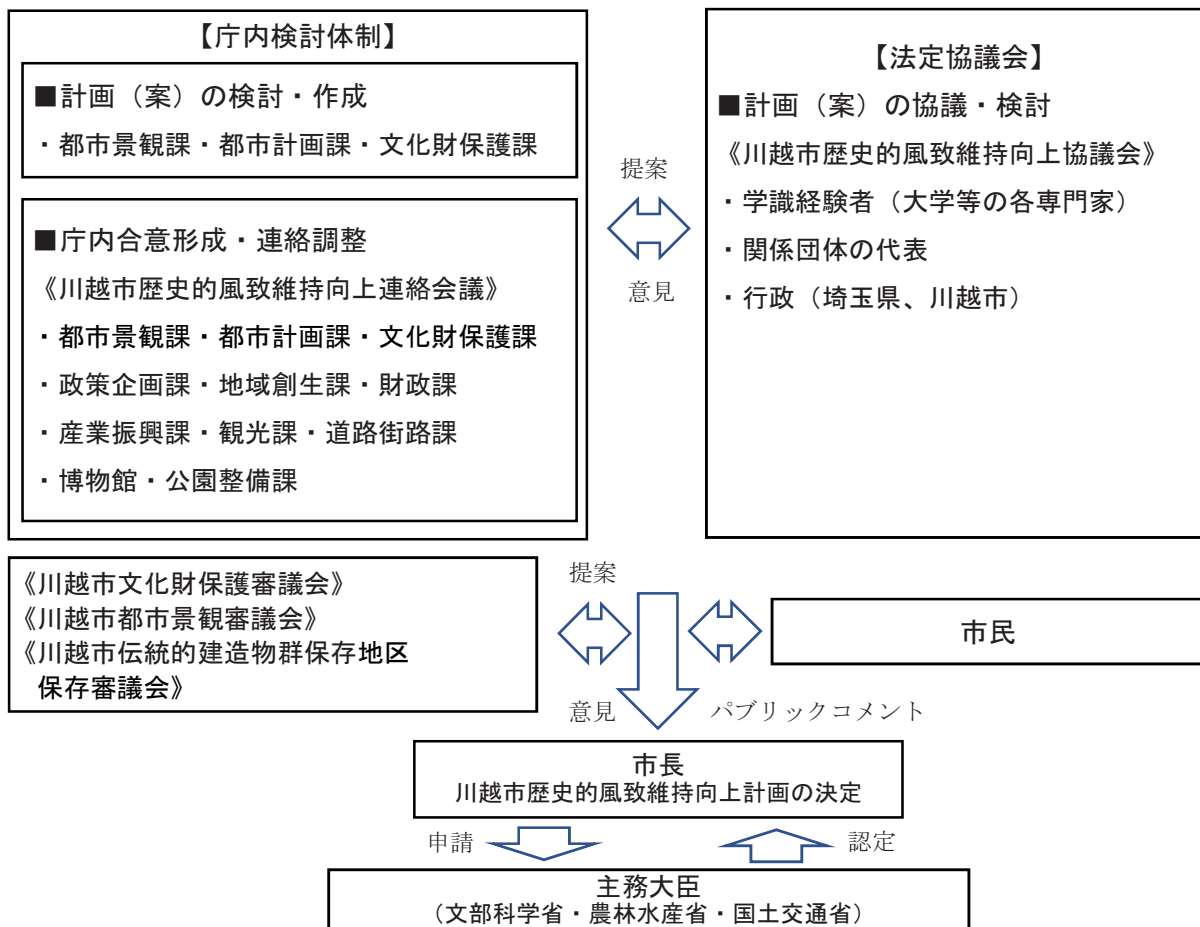 【庁内検討体制】
■計画（案）の検討・作成
・都市景観課・都市計画課・文化財保護課
■庁内合意形成・連絡調整
《川越市歴史的風致維持向上連絡会議》
・都市景観課・都市計画課・文化財保護課
・政策企画課・地域創生課・財政課
・産業振興課・観光課・道路街路課
・博物館・公園整備課
提案
意見
【法定協議会】
■計画（案）の協議・検討
《川越市歴史的風致維持向上協議会》
・学識経験者（大学等の各専門家）
・関係団体の代表
・行政（埼玉県、川越市）
《川越市文化財保護審議会》
《川越市都市景観審議会》
《川越市伝統的建造物群保存地区
保存審議会》
提案
意見
パブリックコメント
市民
市長
川越市歴史的風致維持向上計画の決定
申請
認定
主務大臣
（文部科学省・農林水産省・国土交通省）